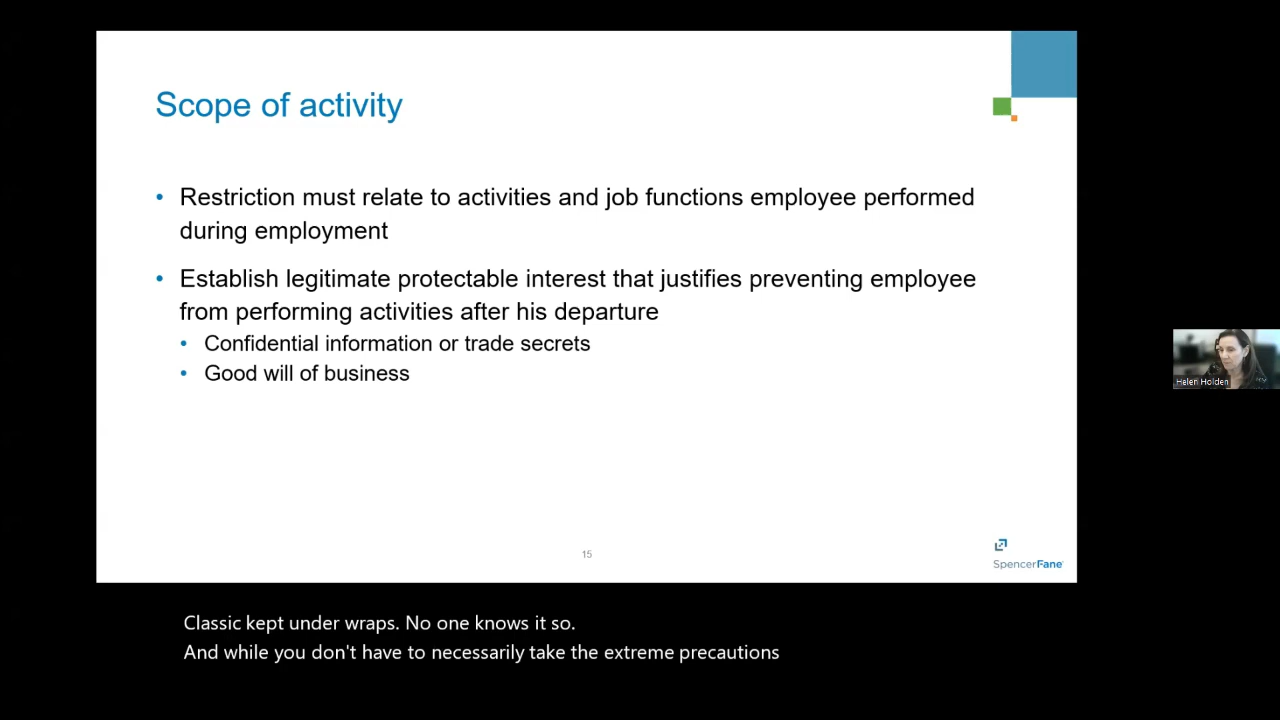 Scope of activity
• Restriction must relate to activities and job functions employee performed
during employment
• Establish legitimate protectable interest that justifies preventing employee
from performing activities after his departure
• Confidential information or trade secrets
• Good will of business
Helen Holden
15
SpencerFane
Classic kept under wraps. No one knows it so.
And while you don't have to necessarily take the extreme precautions